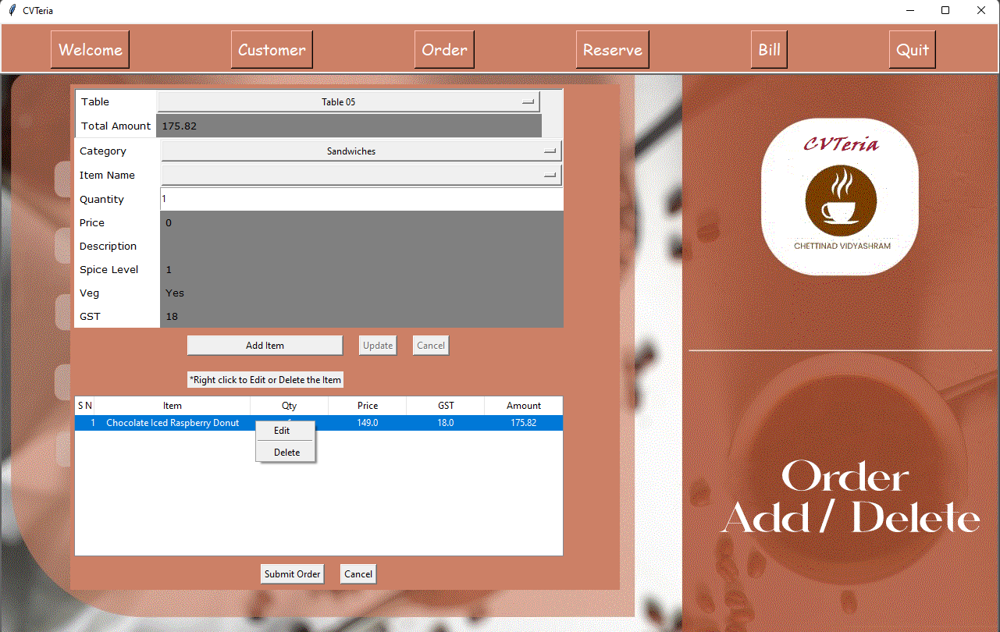 CVTeria
Welcome Customer Order Reserve Bill Quit
Table Table 05
Total Amount 175.82
Category Sandwiches
Item Name
Quantity 1
Price 0
Description
Spice Level 1
Veg Yes
GST 18
Add Item Update Cancel
*Right click to Edit or Delete the Item
S N Item Qty Price GST Amount
1 Chocolate Iced Raspberry Donut 149.0 18.0 175.82
Edit
Delete
Submit Order Cancel
CVTeria
CHETTINAD VIDYASHRAM
Order
Add / Delete